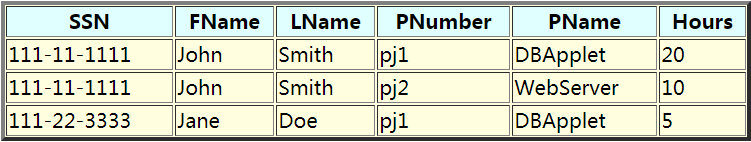 SSN FName LName PNumber PName Hours
111-11-1111 John Smith pj1 DBApplet 20
111-11-1111 John Smith pj2 WebServer 10
111-22-3333 Jane Doe pj1 DBApplet 5